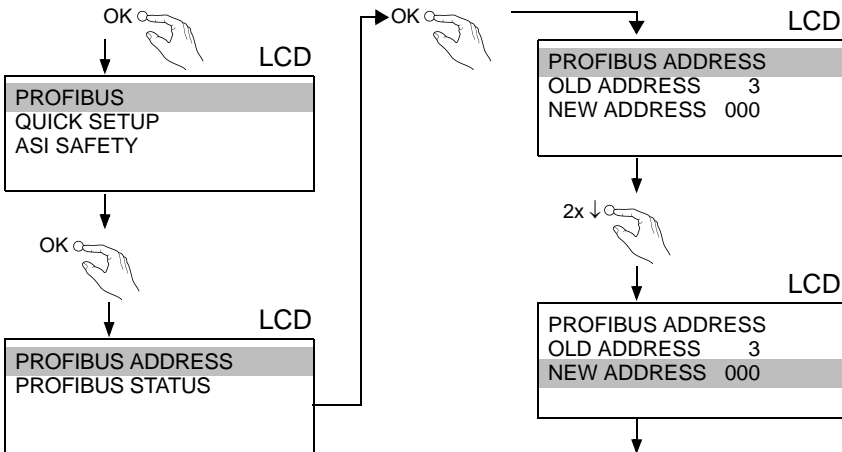 OK
LCD
PROFIBUS
QUICK SETUP
ASI SAFETY
OK
LCD
PROFIBUS ADDRESS
PROFIBUS STATUS
OK
LCD
PROFIBUS ADDRESS
OLD ADDRESS 3
NEW ADDRESS 000
2x ↓
LCD
PROFIBUS ADDRESS
OLD ADDRESS 3
NEW ADDRESS 000